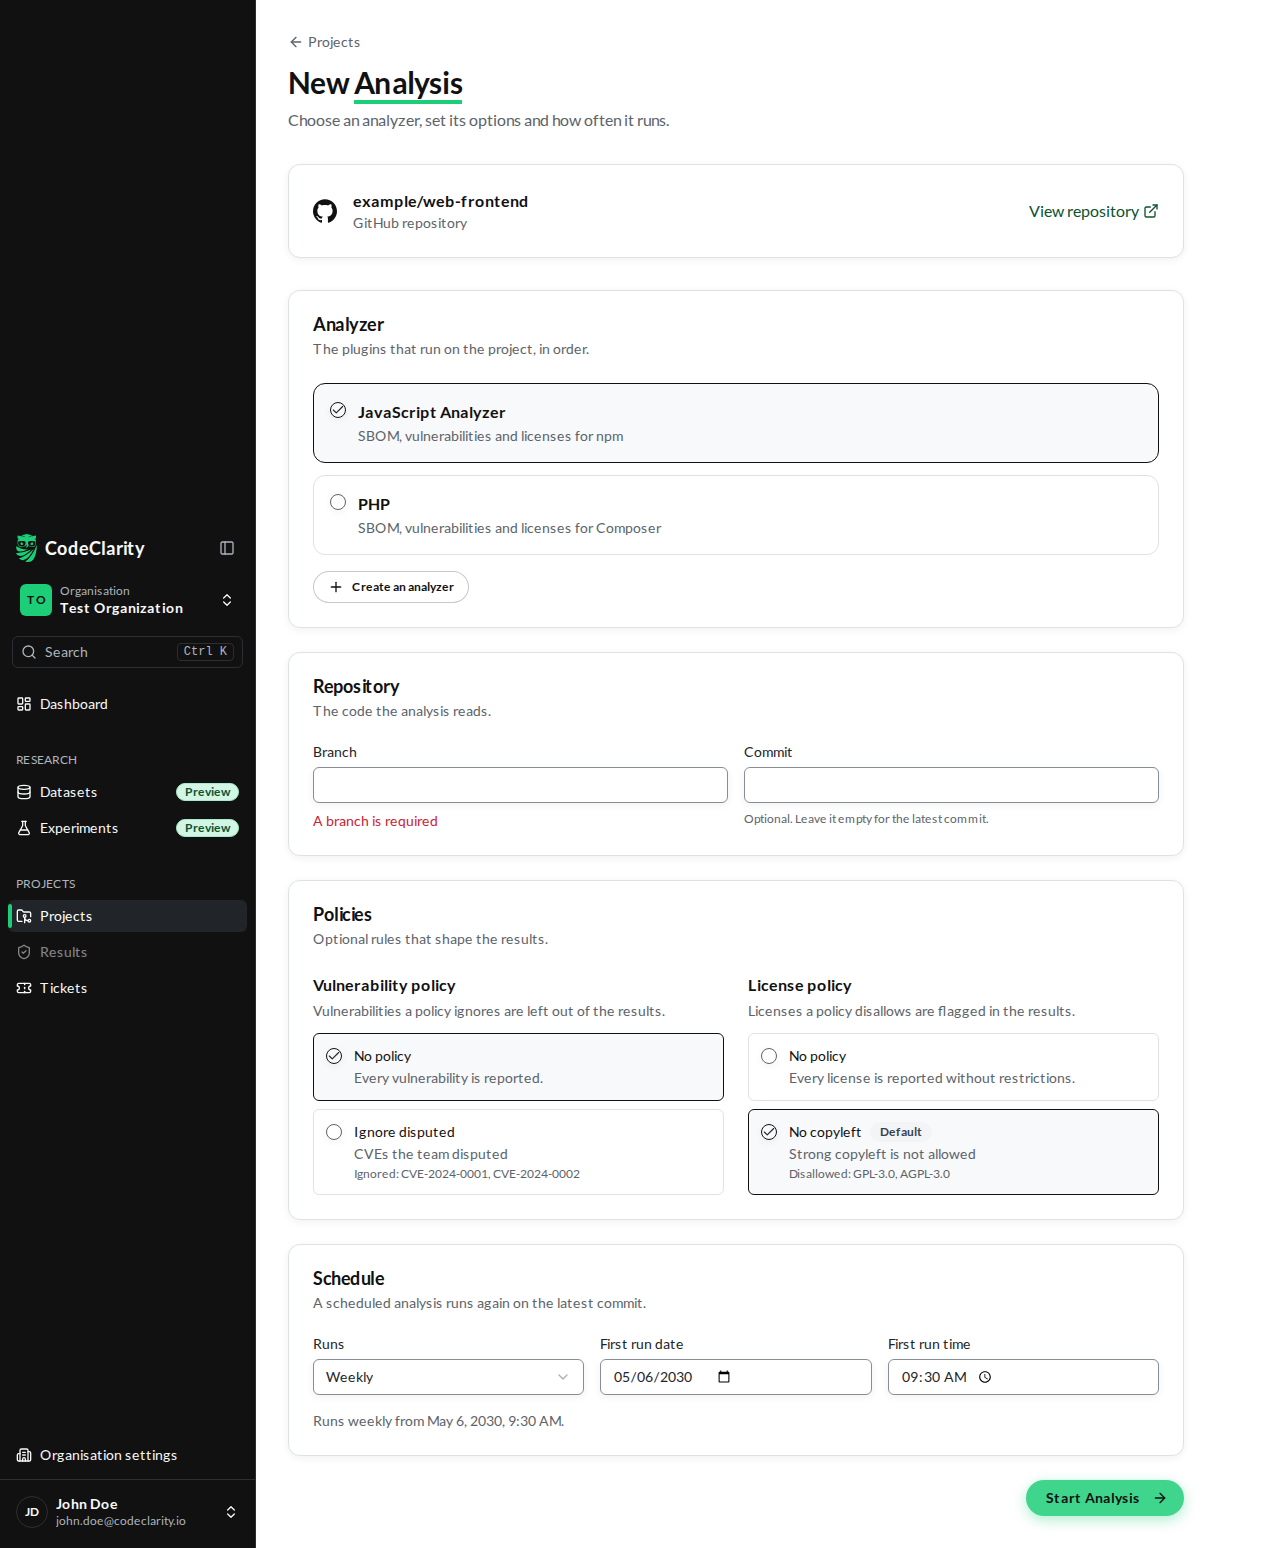 CodeClarity
TO
Organisation
Test Organization
Search
Ctrl K
Dashboard
RESEARCH
Datasets
Preview
Experiments
Preview
PROJECTS
Projects
Results
Tickets
Organisation settings
JD
John Doe
john.doe@codeclarity.io
Projects
New Analysis
Choose an analyzer, set its options and how often it runs.
example/web-frontend
GitHub repository
View repository
Analyzer
The plugins that run on the project, in order.
JavaScript Analyzer
SBOM, vulnerabilities and licenses for npm
PHP
SBOM, vulnerabilities and licenses for Composer
Create an analyzer
Repository
The code the analysis reads.
Branch
A branch is required
Commit
Optional. Leave it empty for the latest commit.
Policies
Optional rules that shape the results.
Vulnerability policy
Vulnerabilities a policy ignores are left out of the results.
No policy
Every vulnerability is reported.
Ignore disputed
CVEs the team disputed
Ignored: CVE-2024-0001, CVE-2024-0002
License policy
Licenses a policy disallows are flagged in the results.
No policy
Every license is reported without restrictions.
No copyleft
Default
Strong copyleft is not allowed
Disallowed: GPL-3.0, AGPL-3.0
Schedule
A scheduled analysis runs again on the latest commit.
Runs
Weekly
First run date
05/06/2030
First run time
09:30 AM
Runs weekly from May 6, 2030, 9:30 AM.
Start Analysis